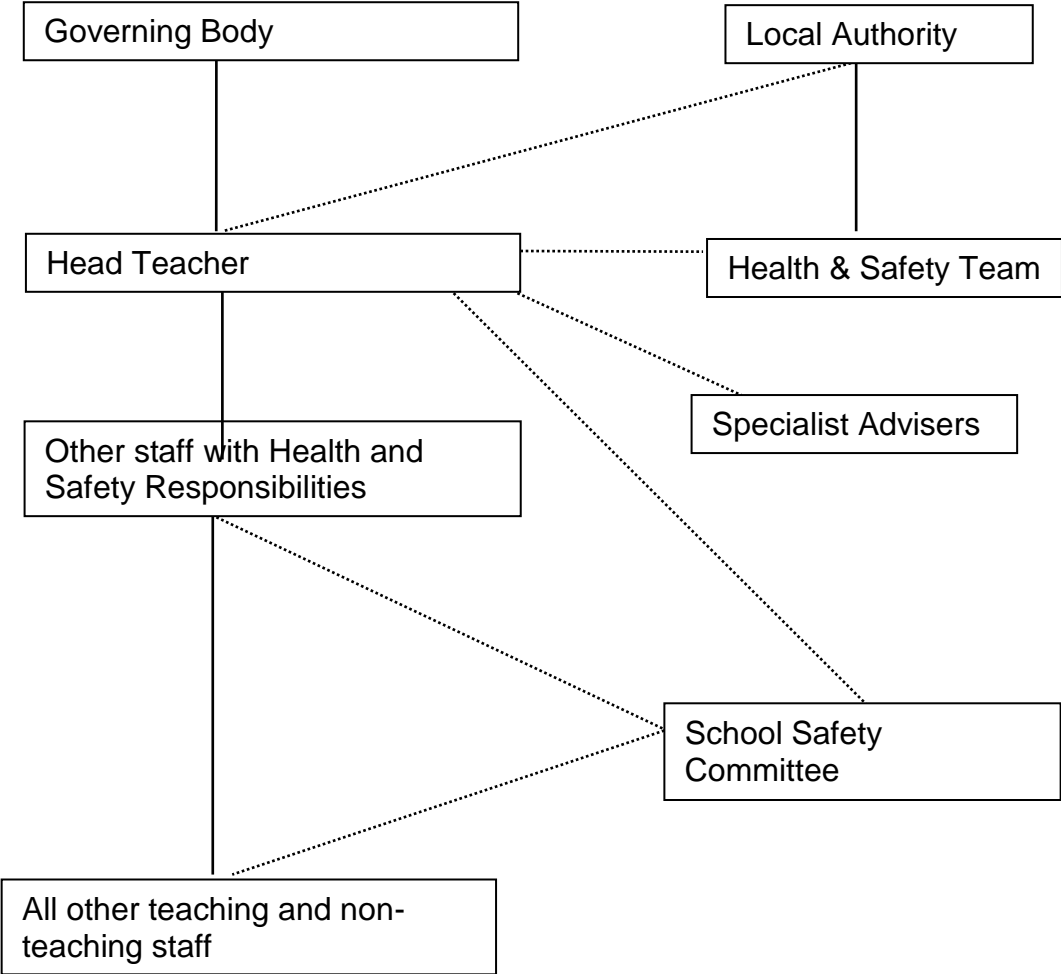 Governing Body
Local Authority
Head Teacher
Health & Safety Team
Specialist Advisers
Other staff with Health and
Safety Responsibilities
School Safety
Committee
All other teaching and non-
teaching staff